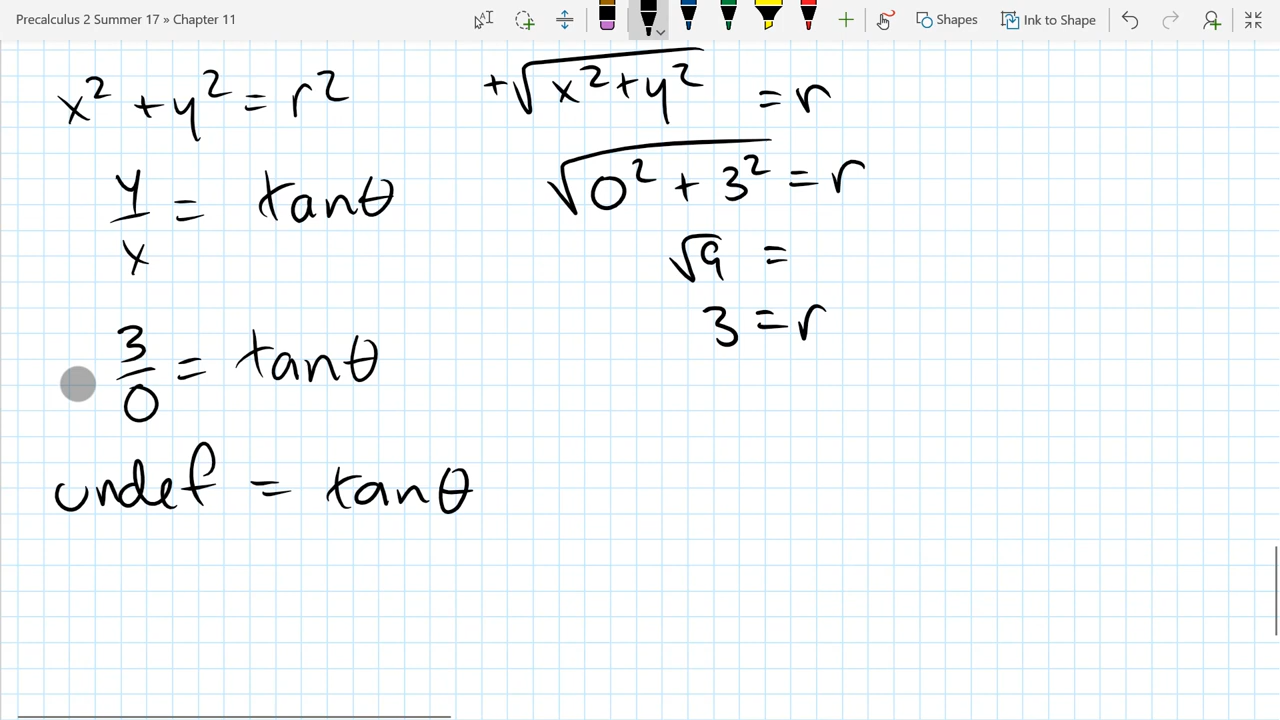 Precalculus 2 Summer 17 » Chapter 11
Shapes
Ink to Shape
x² + y² = r²
y/x = tanθ
3/0 = tanθ
undef = tanθ
+√(x² + y²) = r
√(0² + 3²) = r
√9 =
3 = r